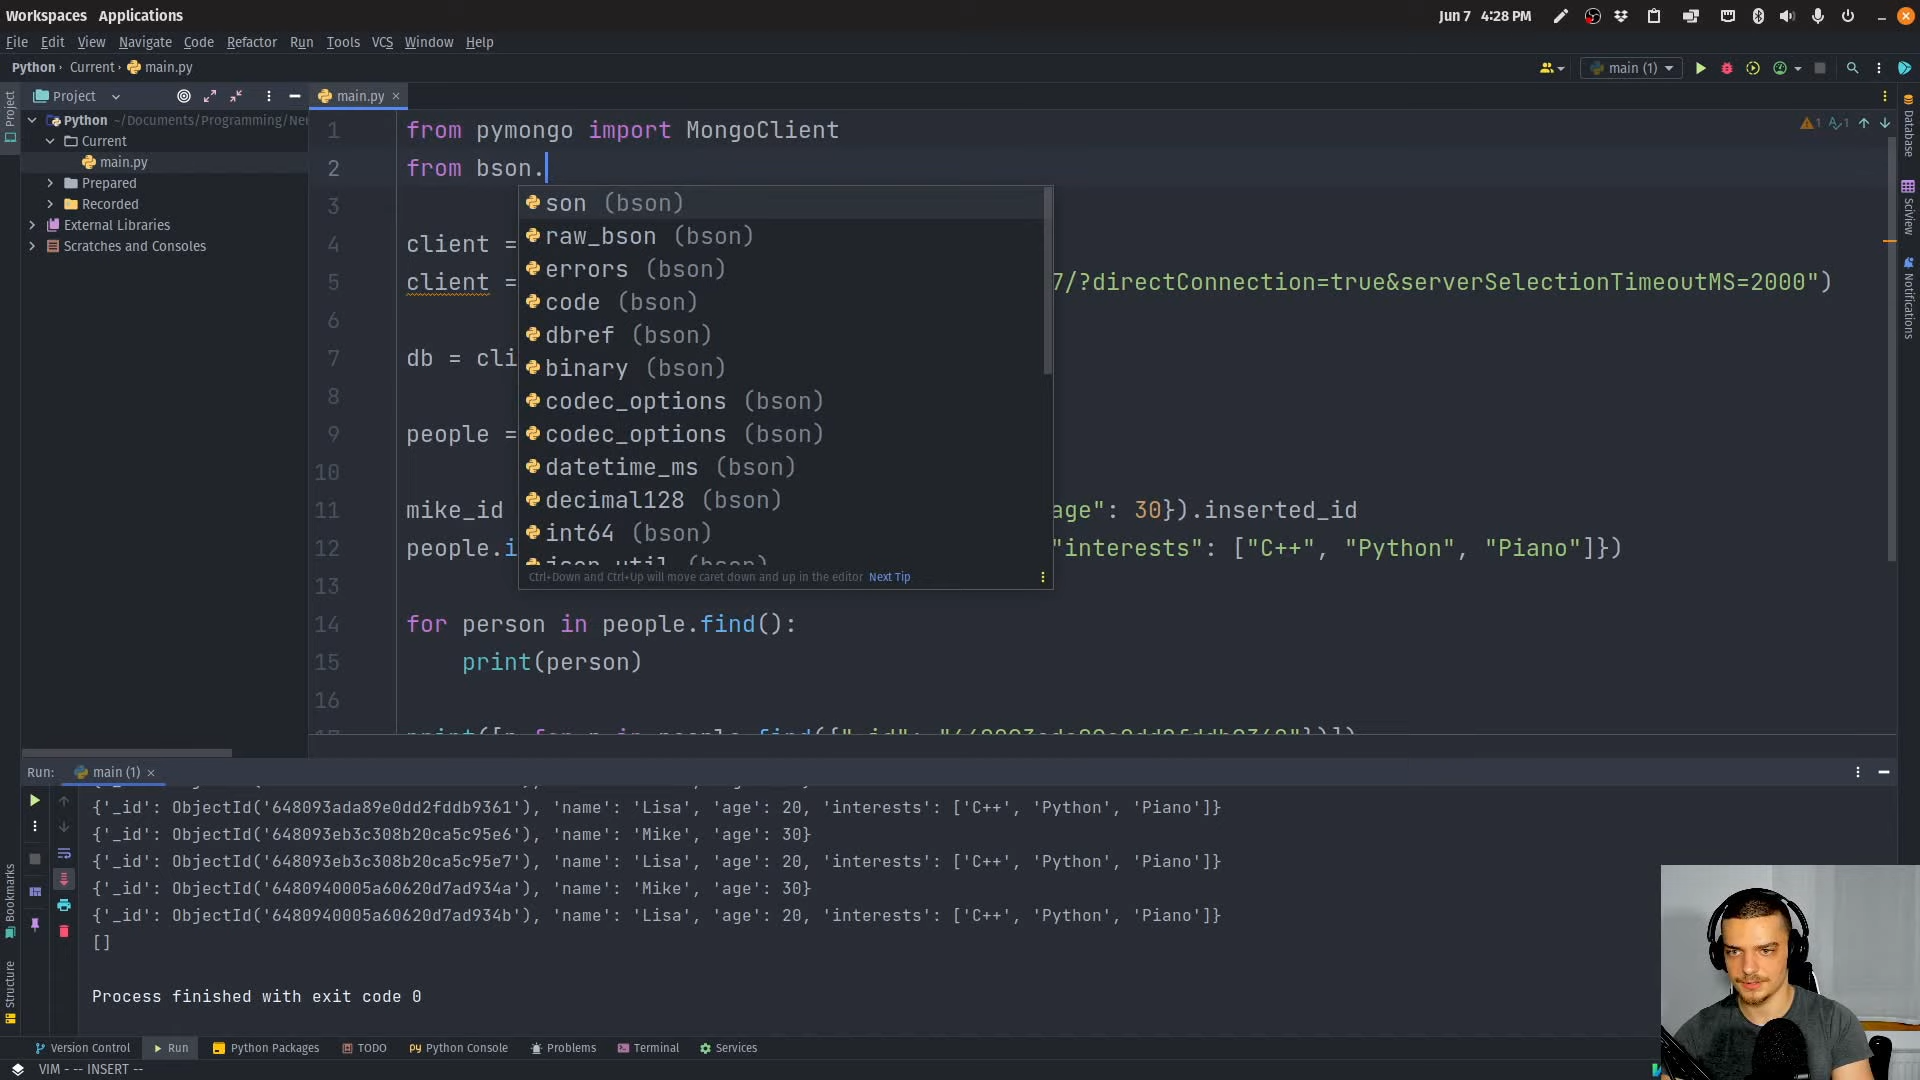 Workspaces Applications
Jun 7 4:28 PM
File Edit View Navigate Code Refactor Run Tools VCS Window Help
Python Current main.py
main (1)
Project
main.py
1 from pymongo import MongoClient
2 from bson.
3
4 client =
5 client = 7/?directConnection=true&serverSelectionTimeoutMS=2000")
6
7 db = cli
8
9 people =
10
11 mike_id age": 30}).inserted_id
12 people.i "interests": ["C++", "Python", "Piano"]})
13
14 for person in people.find():
15 print(person)
16
son (bson)
raw_bson (bson)
errors (bson)
code (bson)
dbref (bson)
binary (bson)
codec_options (bson)
codec_options (bson)
datetime_ms (bson)
decimal128 (bson)
int64 (bson)
json_util (bson)
Ctrl+Down and Ctrl+Up will move caret down and up in the editor Next Tip
1 1
Project
Python ~/Documents/Programming/Ne
Current
main.py
Prepared
Recorded
External Libraries
Scratches and Consoles
Database
SciView
Notifications
Run: main (1)
{'_id': ObjectId('648093ada89e0dd2fddb9361'), 'name': 'Lisa', 'age': 20, 'interests': ['C++', 'Python', 'Piano']}
{'_id': ObjectId('648093eb3c308b20ca5c95e6'), 'name': 'Mike', 'age': 30}
{'_id': ObjectId('648093eb3c308b20ca5c95e7'), 'name': 'Lisa', 'age': 20, 'interests': ['C++', 'Python', 'Piano']}
{'_id': ObjectId('6480940005a60620d7ad934a'), 'name': 'Mike', 'age': 30}
{'_id': ObjectId('6480940005a60620d7ad934b'), 'name': 'Lisa', 'age': 20, 'interests': ['C++', 'Python', 'Piano']}
[]
Process finished with exit code 0
Bookmarks
Structure
Version Control Run Python Packages TODO Python Console Problems Terminal Services
VIM - -- INSERT --